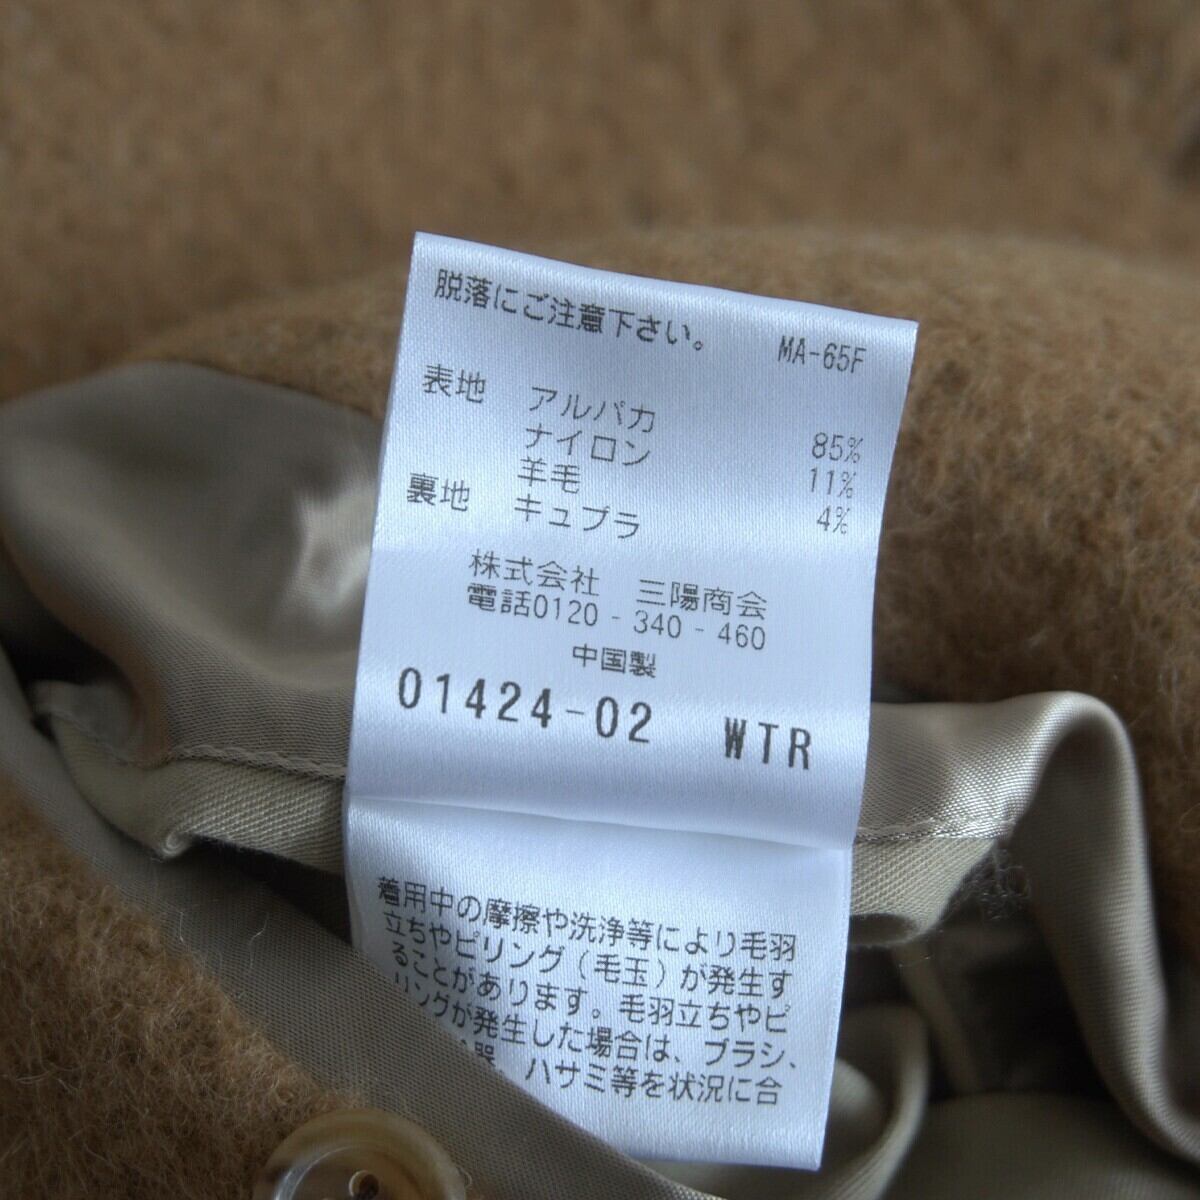 脱落にご注意下さい。 MA-65F
表地 アルパカ 85%
ナイロン 11%
羊毛 4%
裏地 キュプラ
株式会社 三陽商会
電話0120-340-460
中国製
01424-02 WTR
着用中の摩擦や洗浄等により毛羽
立ちやピリング(毛玉)が発生す
ることがあります。毛羽立ちやピ
リングが発生した場合は、ブラシ、
器、ハサミ等を状況に合